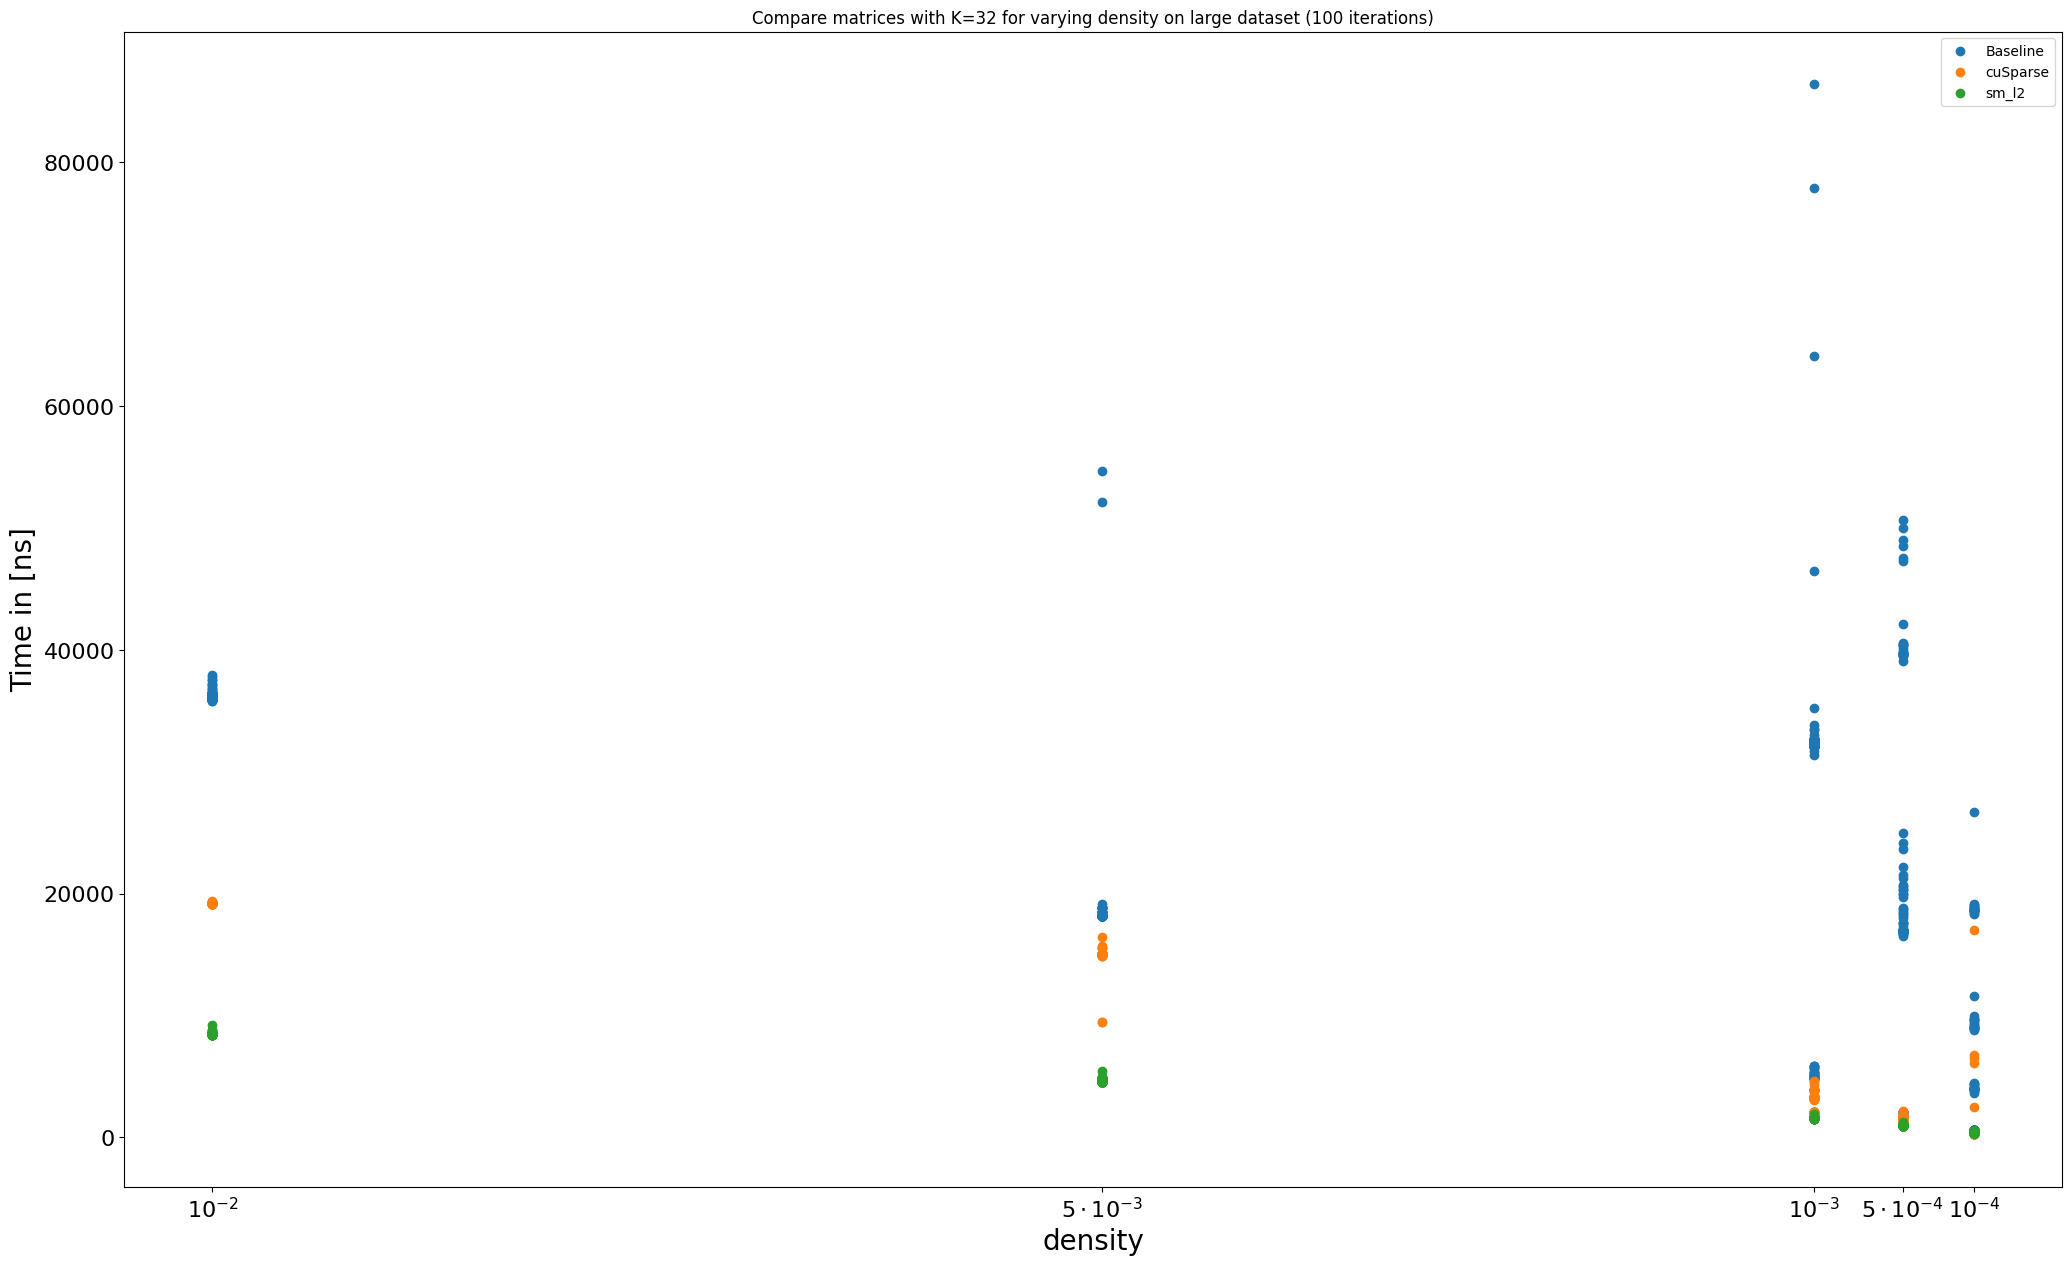 Compare matrices with K=32 for varying density on large dataset (100 iterations)
Baseline
cuSparse
sm_l2
80000
60000
40000
20000
0
Time in [ns]
10⁻² 5·10⁻³ 10⁻³ 5·10⁻⁴ 10⁻⁴
density